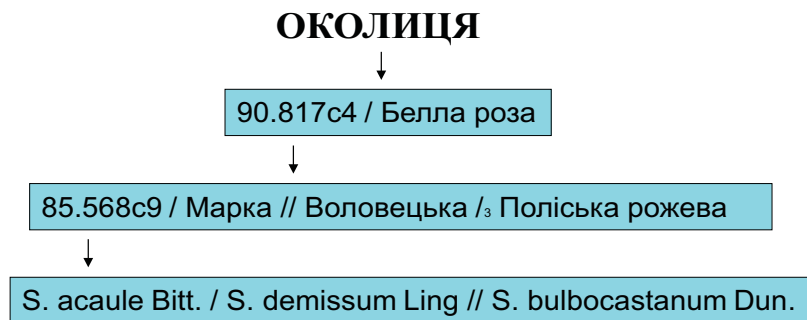 ОКОЛИЦЯ
90.817с4 / Белла роза
85.568с9 / Марка // Воловецька /₃ Поліська рожева
S. acaule Bitt. / S. demissum Ling // S. bulbocastanum Dun.